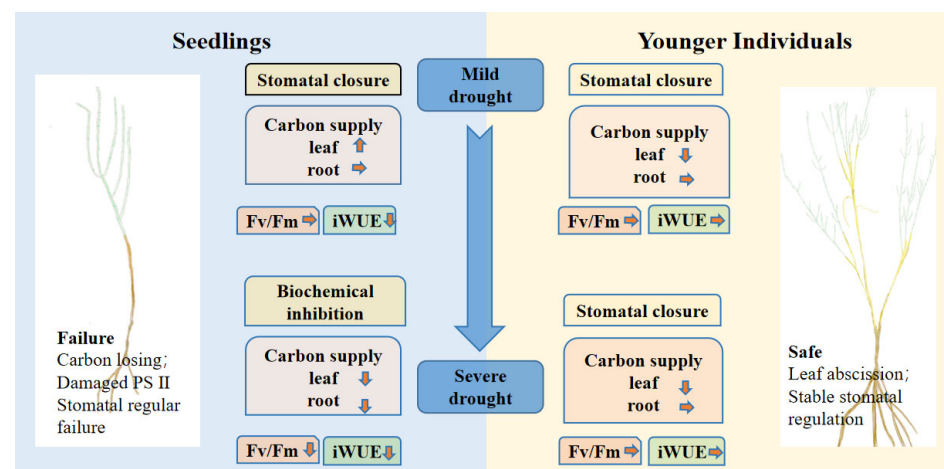 Seedlings
Younger Individuals
Stomatal closure
Mild
drought
Stomatal closure
Carbon supply
leaf
root
Carbon supply
leaf
root
Fv/Fm
iWUE
Fv/Fm
iWUE
Biochemical
inhibition
Stomatal closure
Failure
Carbon losing;
Damaged PS II
Stomatal regular
failure
Carbon supply
leaf
root
Severe
drought
Carbon supply
leaf
root
Safe
Leaf abscission;
Stable stomatal
regulation
Fv/Fm
iWUE
Fv/Fm
iWUE